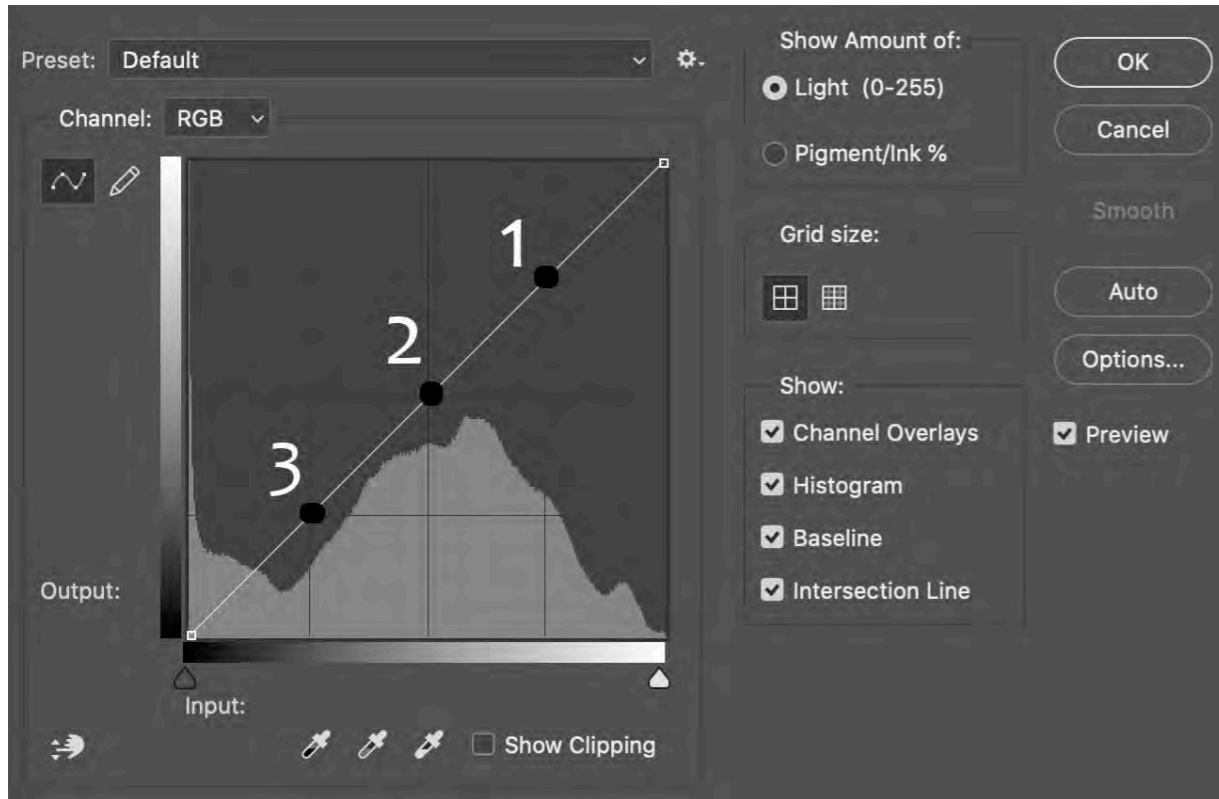 Preset: Default
Channel: RGB
1
2
3
Output:
Input:
Show Clipping
Show Amount of:
Light (0-255)
Pigment/Ink %
Grid size:
Show:
Channel Overlays
Histogram
Baseline
Intersection Line
OK
Cancel
Smooth
Auto
Options...
Preview